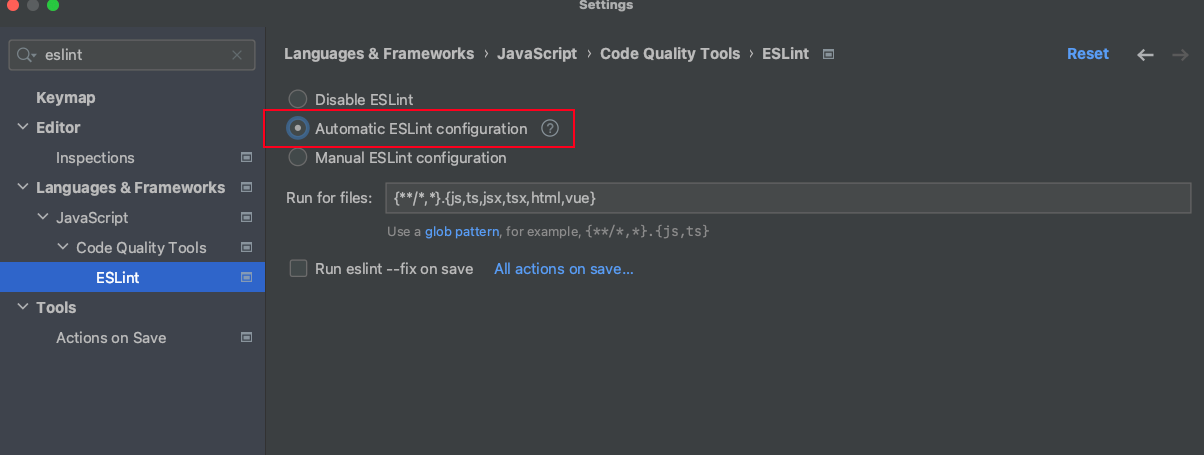 Settings
eslint
Keymap
Editor
Inspections
Languages & Frameworks
JavaScript
Code Quality Tools
ESLint
Tools
Actions on Save
Languages & Frameworks › JavaScript › Code Quality Tools › ESLint
Reset
Disable ESLint
Automatic ESLint configuration ?
Manual ESLint configuration
Run for files: {**/*,*}.{js,ts,jsx,tsx,html,vue}
Use a glob pattern, for example, {**/*,*}.{js,ts}
Run eslint --fix on save All actions on save...